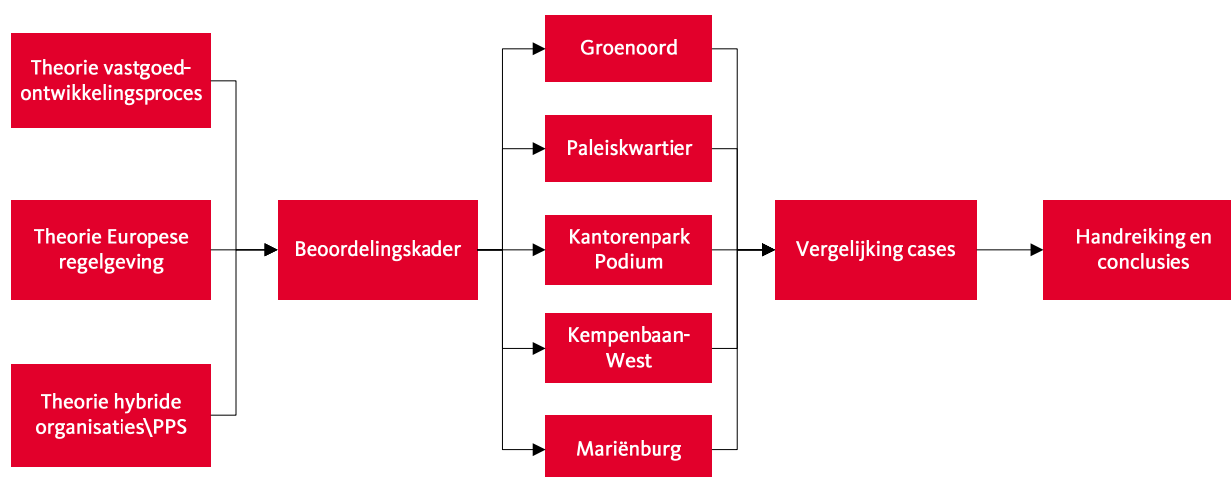 Theorie vastgoed-
ontwikkelingsproces
Theorie Europese
regelgeving
Theorie hybride
organisaties\PPS
Beoordelingskader
Groenoord
Paleiskwartier
Kantorenpark
Podium
Kempenbaan-
West
Mariënburg
Vergelijking cases
Handreiking en
conclusies